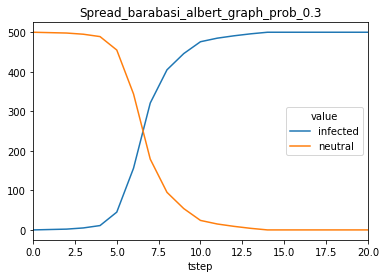 Spread_barabasi_albert_graph_prob_0.3
500
400
300
200
100
0
value
infected
neutral
0.0 2.5 5.0 7.5 10.0 12.5 15.0 17.5 20.0
tstep